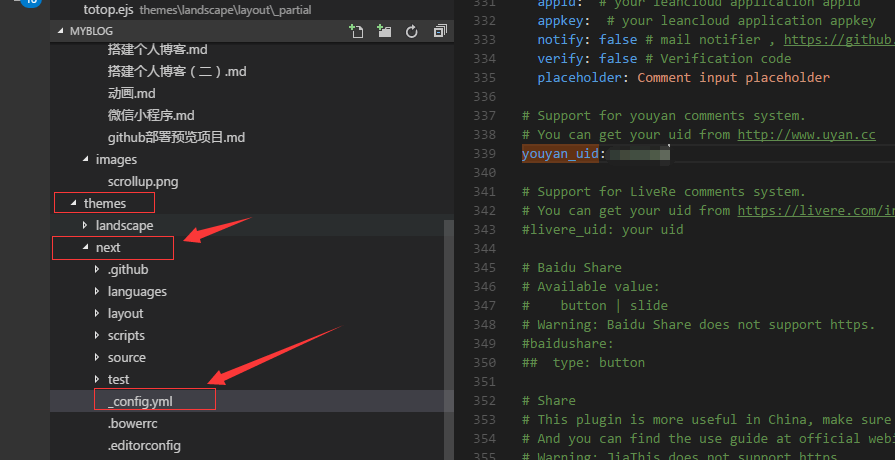 totop.ejs themes\landscape\layout\_partial
MYBLOG
搭建个人博客.md
搭建个人博客（二）.md
动画.md
微信小程序.md
github部署预览项目.md
images
scrollup.png
themes
landscape
next
.github
languages
layout
scripts
source
test
_config.yml
.bowerrc
.editorconfig
331 appid: # your leancloud application appid
332 appkey: # your leancloud application appkey
333 notify: false # mail notifier , https://github.
334 verify: false # Verification code
335 placeholder: Comment input placeholder
336
337 # Support for youyan comments system.
338 # You can get your uid from http://www.uyan.cc
339 youyan_uid:
340
341 # Support for LiveRe comments system.
342 # You can get your uid from https://livere.com/in
343 #livere_uid: your uid
344
345 # Baidu Share
346 # Available value:
347 #    button | slide
348 # Warning: Baidu Share does not support https.
349 #baidushare:
350 ##  type: button
351
352 # Share
353 # This plugin is more useful in China, make sure
354 # And you can find the use guide at official webi
355 # Warning: JiaThis does not support https